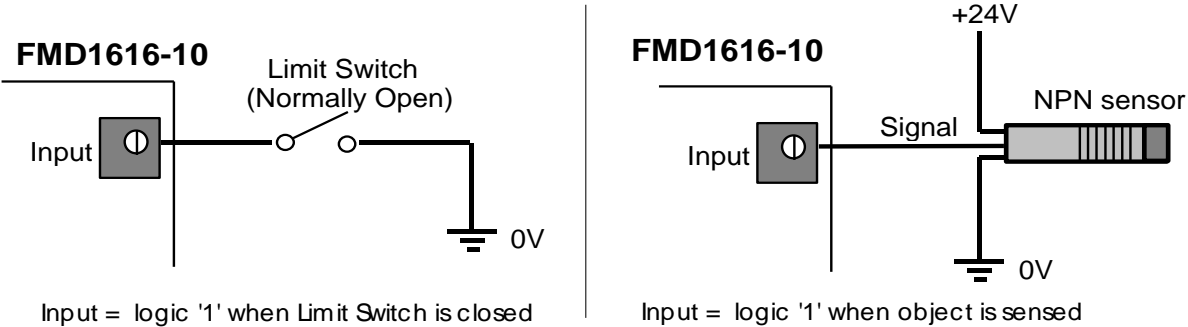 FMD1616-10
Limit Switch
(Normally Open)
Input
0V
Input = logic '1' when Limit Switch is closed
+24V
FMD1616-10
NPN sensor
Signal
Input
0V
Input = logic '1' when object is sensed